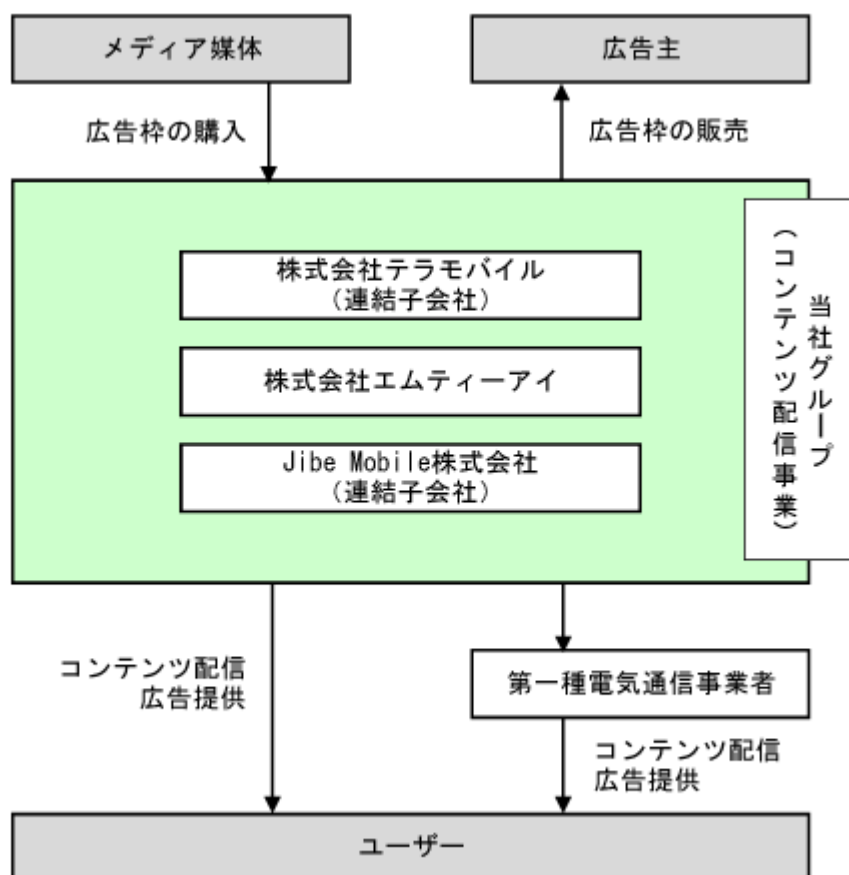 メディア媒体
広告主
広告枠の購入
広告枠の販売
株式会社テラモバイル
（連結子会社）
株式会社エムティーアイ
Jibe Mobile株式会社
（連結子会社）
当社グループ
（コンテンツ配信事業）
コンテンツ配信
広告提供
第一種電気通信事業者
コンテンツ配信
広告提供
ユーザー